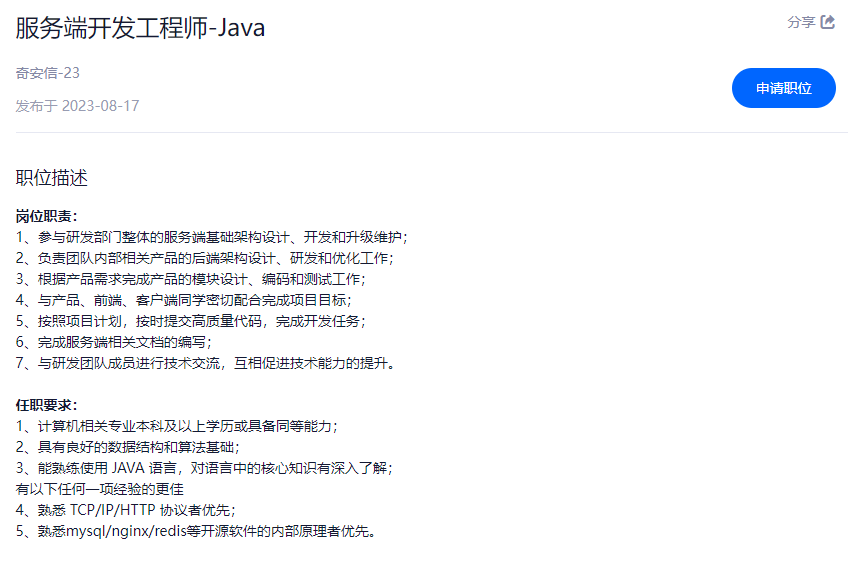 服务端开发工程师-Java
分享
奇安信-23
申请职位
发布于 2023-08-17
职位描述
岗位职责：
1、参与研发部门整体的服务端基础架构设计、开发和升级维护；
2、负责团队内部相关产品的后端架构设计、研发和优化工作；
3、根据产品需求完成产品的模块设计、编码和测试工作；
4、与产品、前端、客户端同学密切配合完成项目目标；
5、按照项目计划，按时提交高质量代码，完成开发任务；
6、完成服务端相关文档的编写；
7、与研发团队成员进行技术交流，互相促进技术能力的提升。
任职要求：
1、计算机相关专业本科及以上学历或具备同等能力；
2、具有良好的数据结构和算法基础；
3、能熟练使用 JAVA 语言，对语言中的核心知识有深入了解；
有以下任何一项经验的更佳
4、熟悉 TCP/IP/HTTP 协议者优先；
5、熟悉mysql/nginx/redis等开源软件的内部原理者优先。